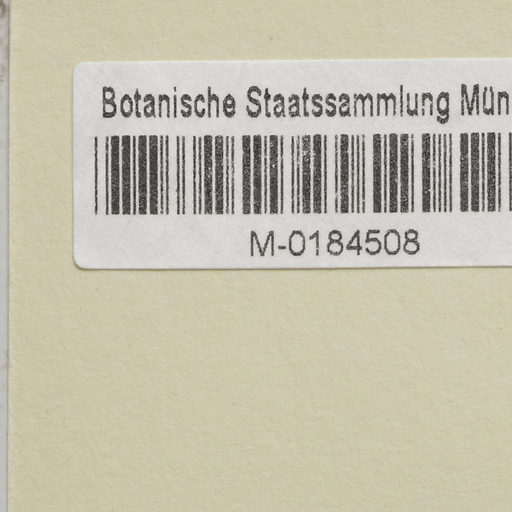 Botanische Staatssammlung Mün
M-0184508